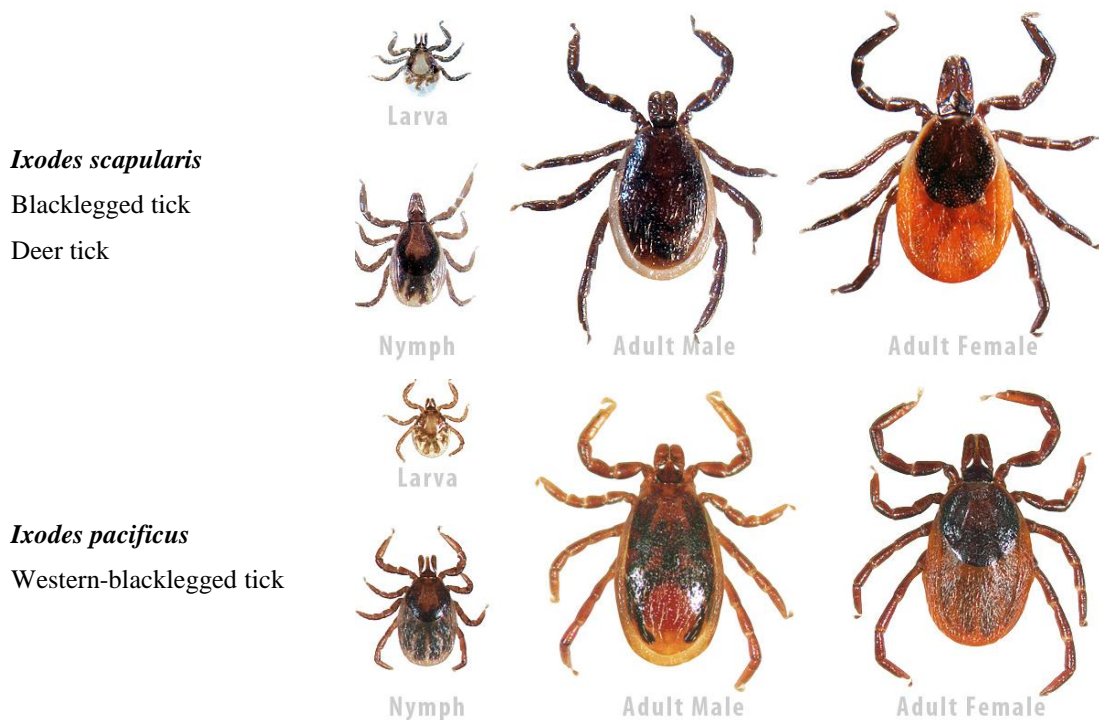 Larva
Ixodes scapularis
Blacklegged tick
Deer tick
Nymph
Adult Male
Adult Female
Larva
Ixodes pacificus
Western-blacklegged tick
Nymph
Adult Male
Adult Female